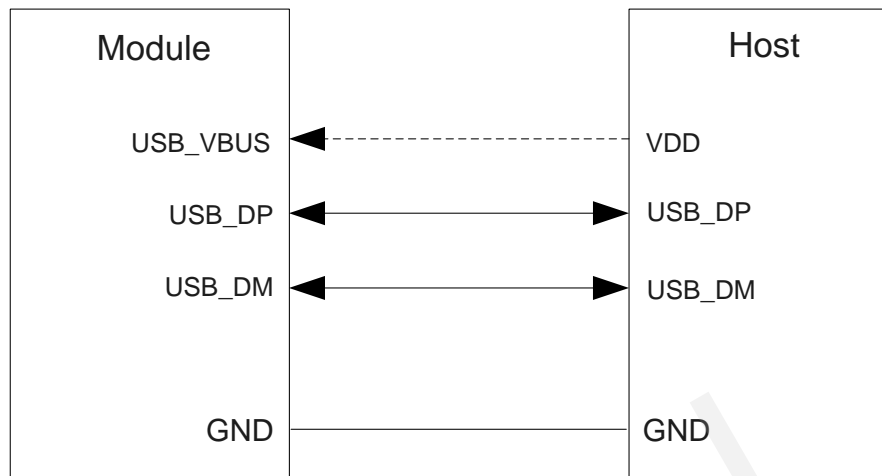 Module Host
USB_VBUS VDD
USB_DP USB_DP
USB_DM USB_DM
GND GND